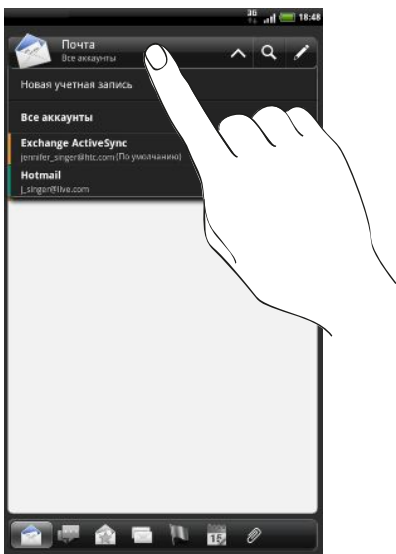 3G
18:48
Почта
Все аккаунты
Новая учетная запись
Все аккаунты
Exchange ActiveSync
jennifer_singer@htc.com (По умолчанию)
Hotmail
j_singer@live.com
15